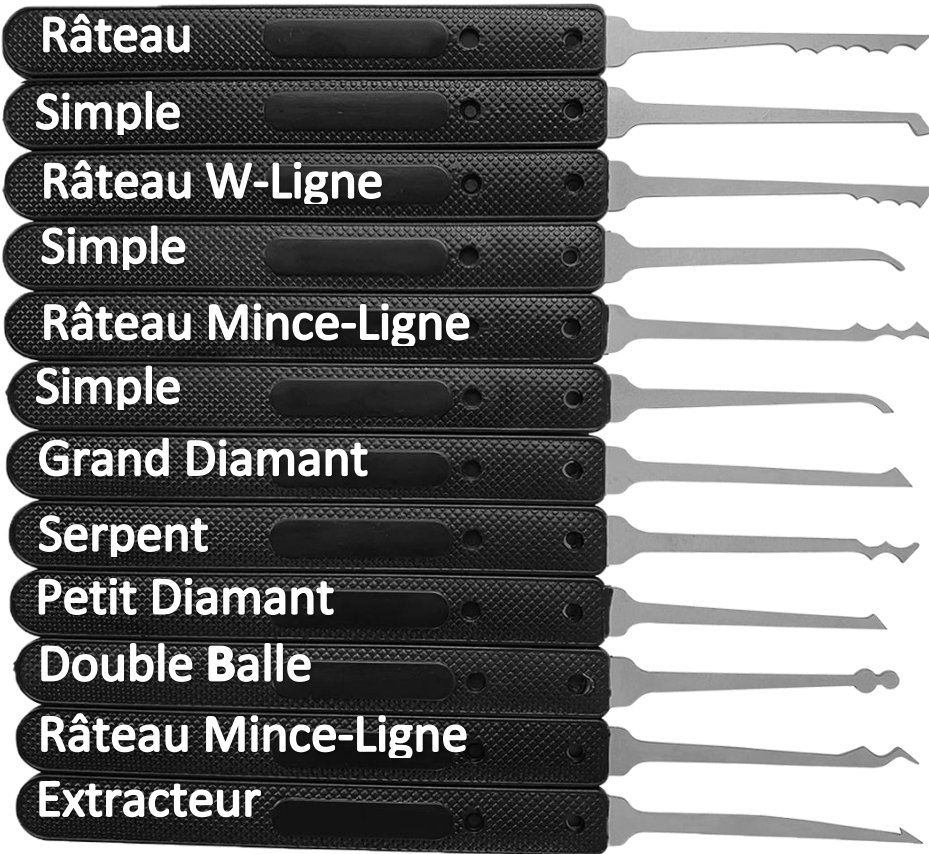 Râteau
Simple
Râteau W-Ligne
Simple
Râteau Mince-Ligne
Simple
Grand Diamant
Serpent
Petit Diamant
Double Balle
Râteau Mince-Ligne
Extracteur